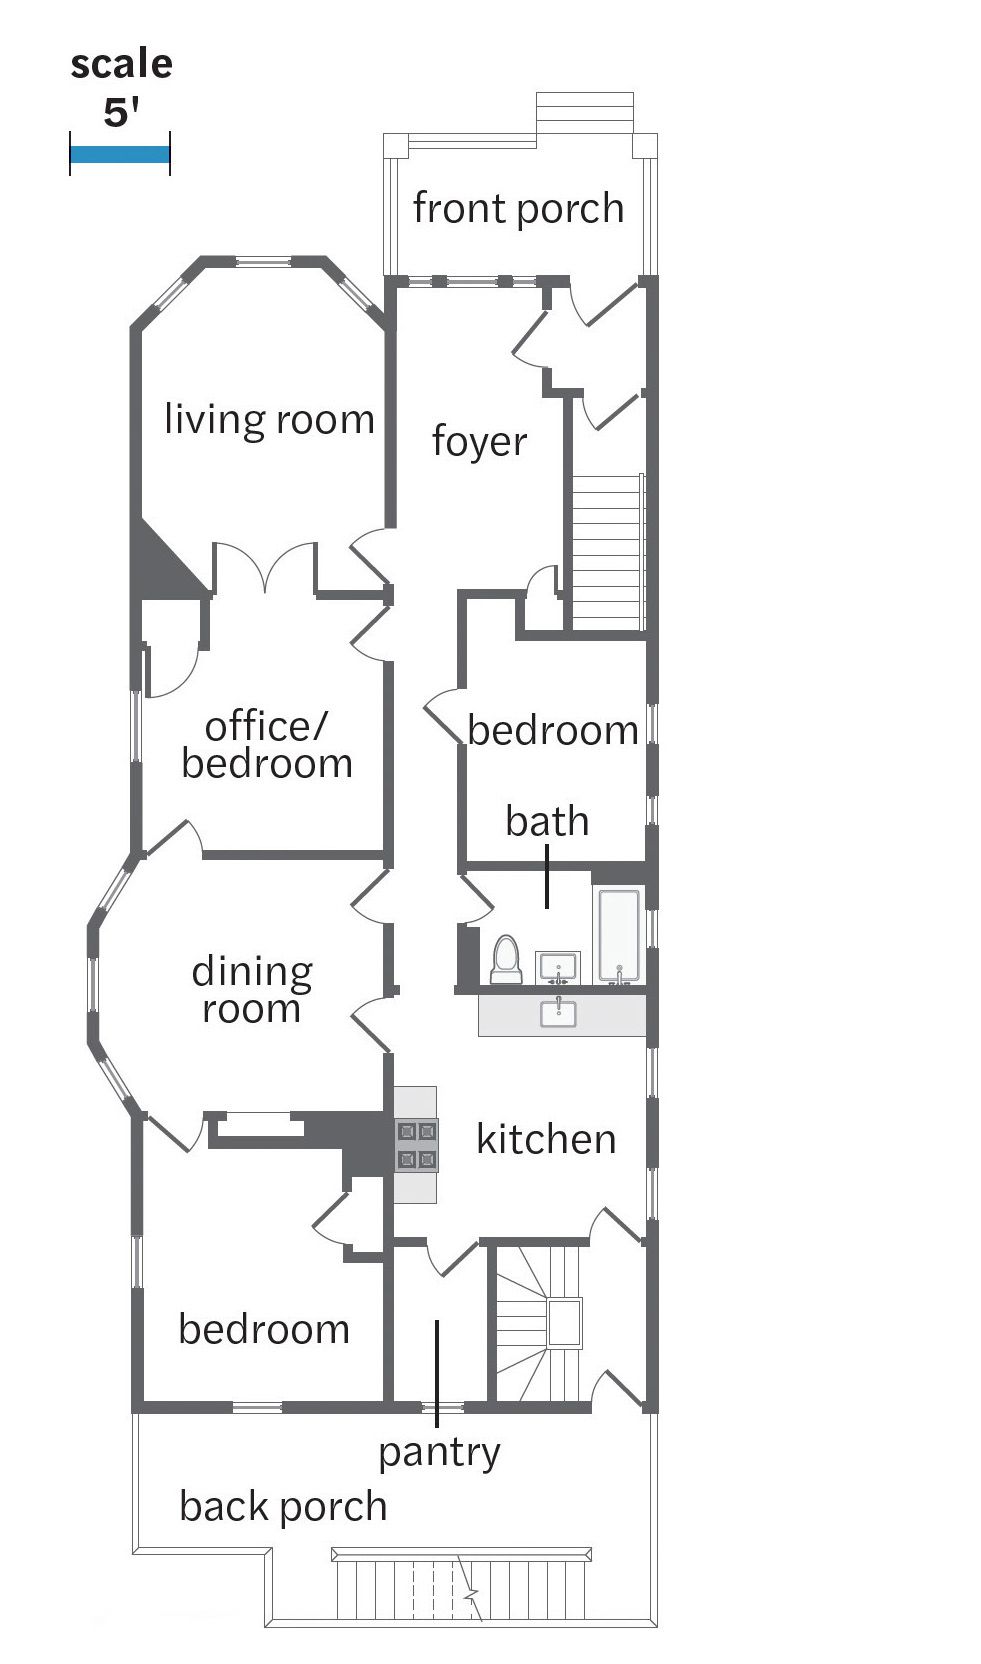 scale
5'
front porch
living room
foyer
office/
bedroom
bedroom
bath
dining
room
kitchen
bedroom
pantry
back porch